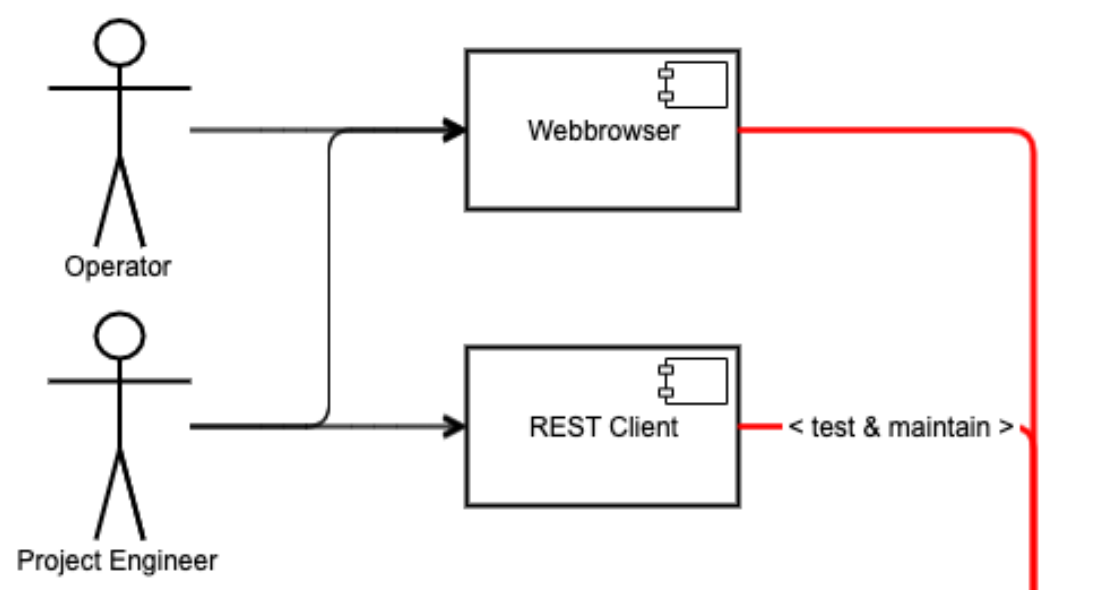 Webbrowser
Operator
REST Client
< test & maintain >
Project Engineer